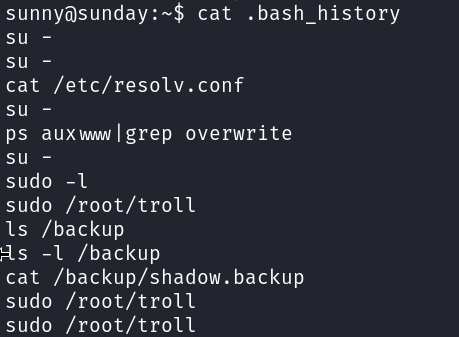 sunny@sunday:~$ cat .bash_history
su -
su -
cat /etc/resolv.conf
su -
ps auxwww|grep overwrite
su -
sudo -l
sudo /root/troll
ls /backup
ls -l /backup
cat /backup/shadow.backup
sudo /root/troll
sudo /root/troll